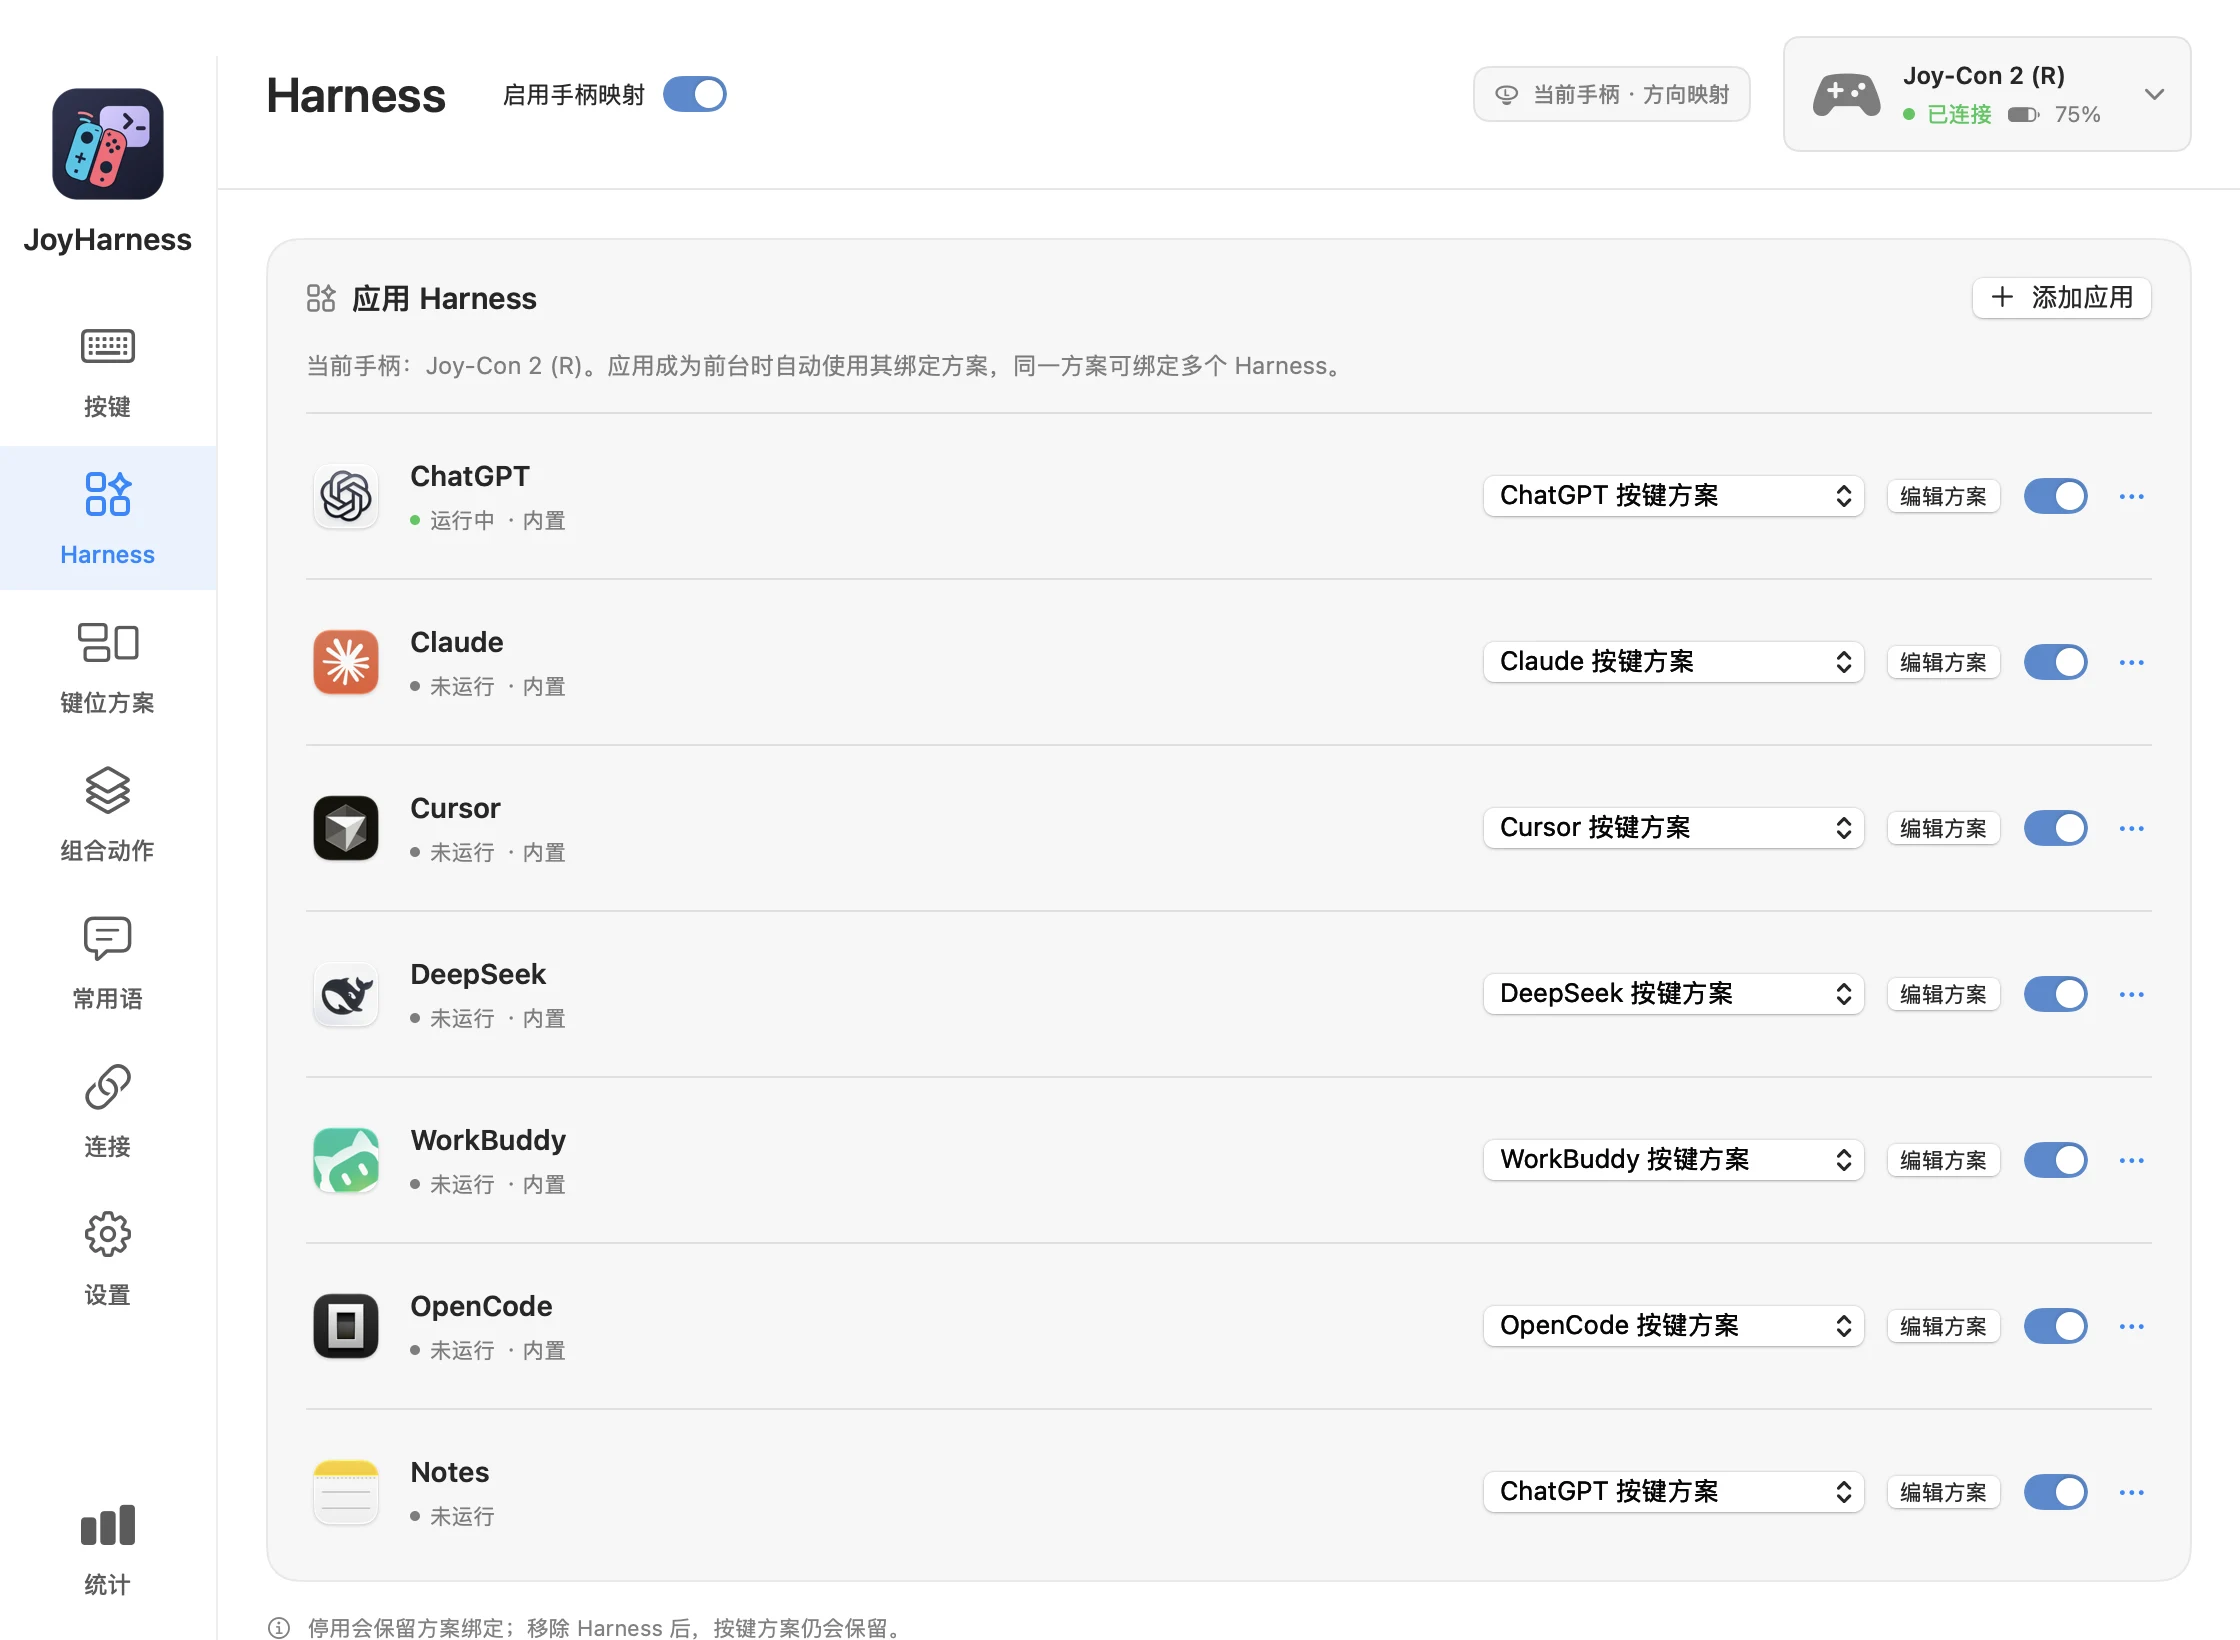 Harness
启用手柄映射
当前手柄 · 方向映射
Joy-Con 2 (R)
已连接 75%
JoyHarness
按键
Harness
键位方案
组合动作
常用语
连接
设置
统计
应用 Harness
添加应用
当前手柄：Joy-Con 2 (R)。应用成为前台时自动使用其绑定方案，同一方案可绑定多个 Harness。
ChatGPT
运行中 · 内置
ChatGPT 按键方案
编辑方案
Claude
未运行 · 内置
Claude 按键方案
编辑方案
Cursor
未运行 · 内置
Cursor 按键方案
编辑方案
DeepSeek
未运行 · 内置
DeepSeek 按键方案
编辑方案
WorkBuddy
未运行 · 内置
WorkBuddy 按键方案
编辑方案
OpenCode
未运行 · 内置
OpenCode 按键方案
编辑方案
Notes
未运行
ChatGPT 按键方案
编辑方案
停用会保留方案绑定；移除 Harness 后，按键方案仍会保留。